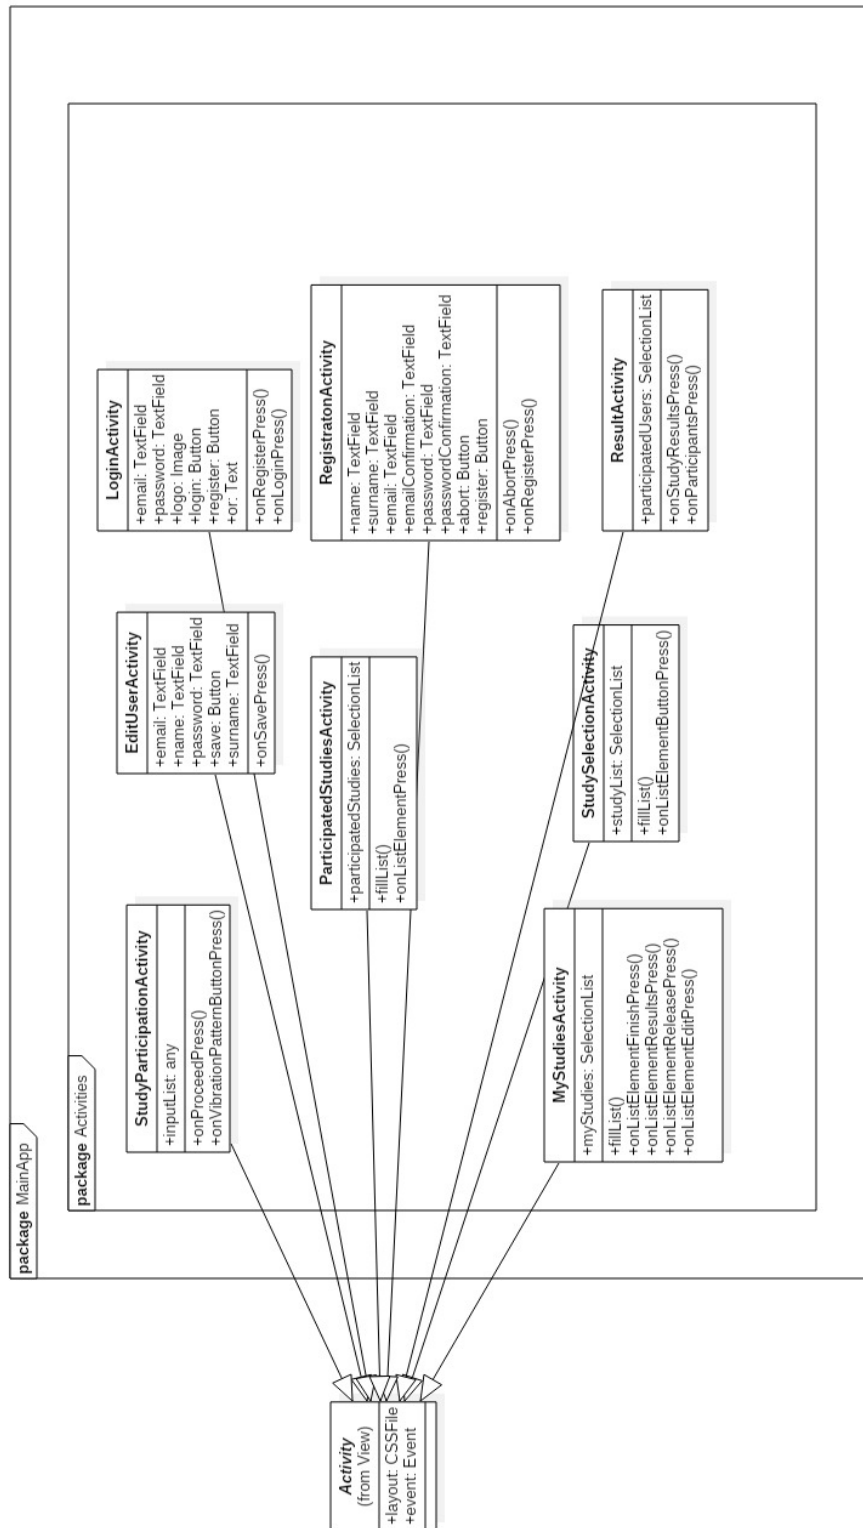 package MainApp
package Activities
Activity
(from View)
+layout: CSSFile
+event: Event
StudyParticipationActivity
+inputList: any
+onProceedPress()
+onVibrationPatternButtonPress()
EditUserActivity
+email: TextField
+name: TextField
+password: TextField
+save: Button
+surname: TextField
+onSavePress()
LoginActivity
+email: TextField
+password: TextField
+logo: Image
+login: Button
+register: Button
+or: Text
+onRegisterPress()
+onLoginPress()
ParticipatedStudiesActivity
+participatedStudies: SelectionList
+fillList()
+onListElementPress()
RegistratonActivity
+name: TextField
+surname: TextField
+email: TextField
+emailConfirmation: TextField
+password: TextField
+passwordConfirmation: TextField
+abort: Button
+register: Button
+onAbortPress()
+onRegisterPress()
MyStudiesActivity
+myStudies: SelectionList
+fillList()
+onListElementFinishPress()
+onListElementResultsPress()
+onListElementReleasePress()
+onListElementEditPress()
StudySelectionActivity
+studyList: SelectionList
+fillList()
+onListElementButtonPress()
ResultActivity
+participatedUsers: SelectionList
+onStudyResultsPress()
+onParticipantsPress()